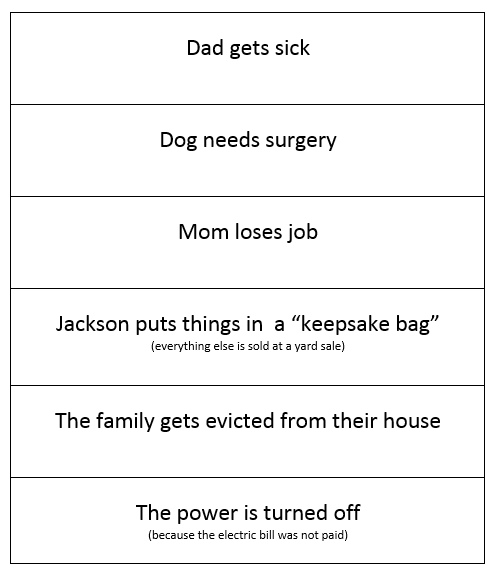 Dad gets sick
Dog needs surgery
Mom loses job
Jackson puts things in  a “keepsake bag”
(everything else is sold at a yard sale)
The family gets evicted from their house
The power is turned off
(because the electric bill was not paid)